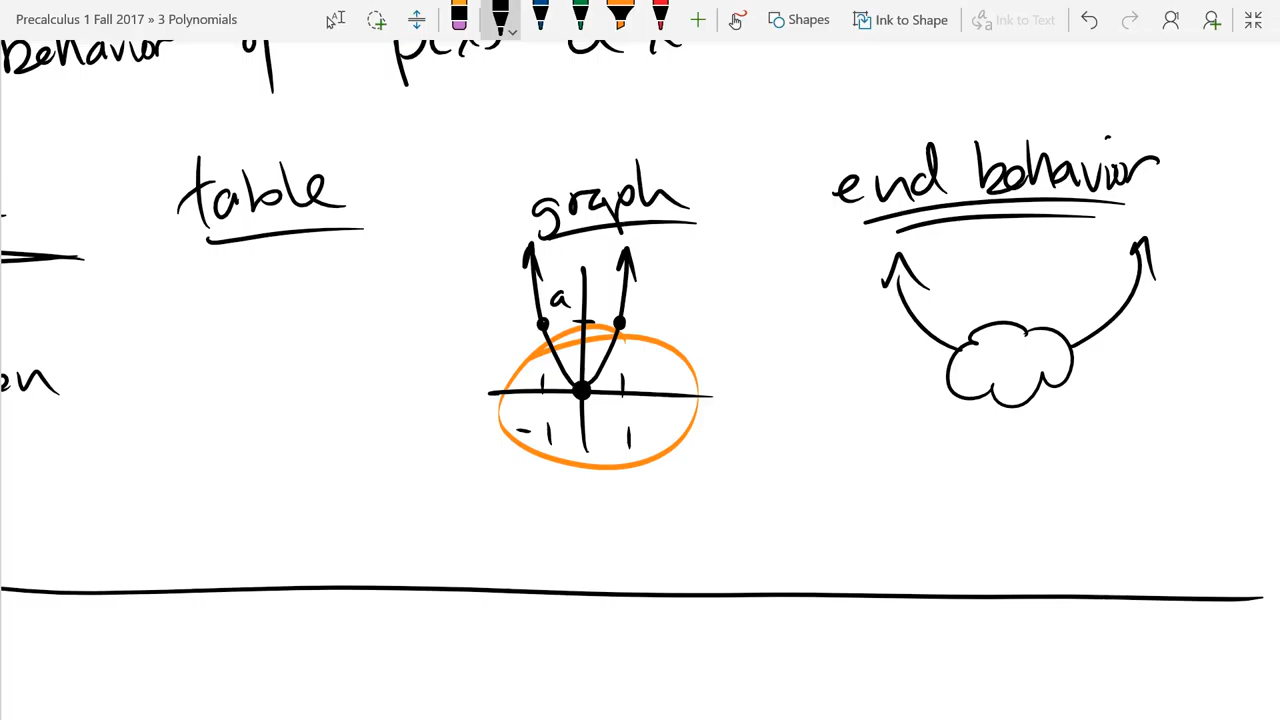 Precalculus 1 Fall 2017 » 3 Polynomials
Shapes
Ink to Shape
Ink to Text
behavior of p(x)
table graph end behavior
a
-1 1